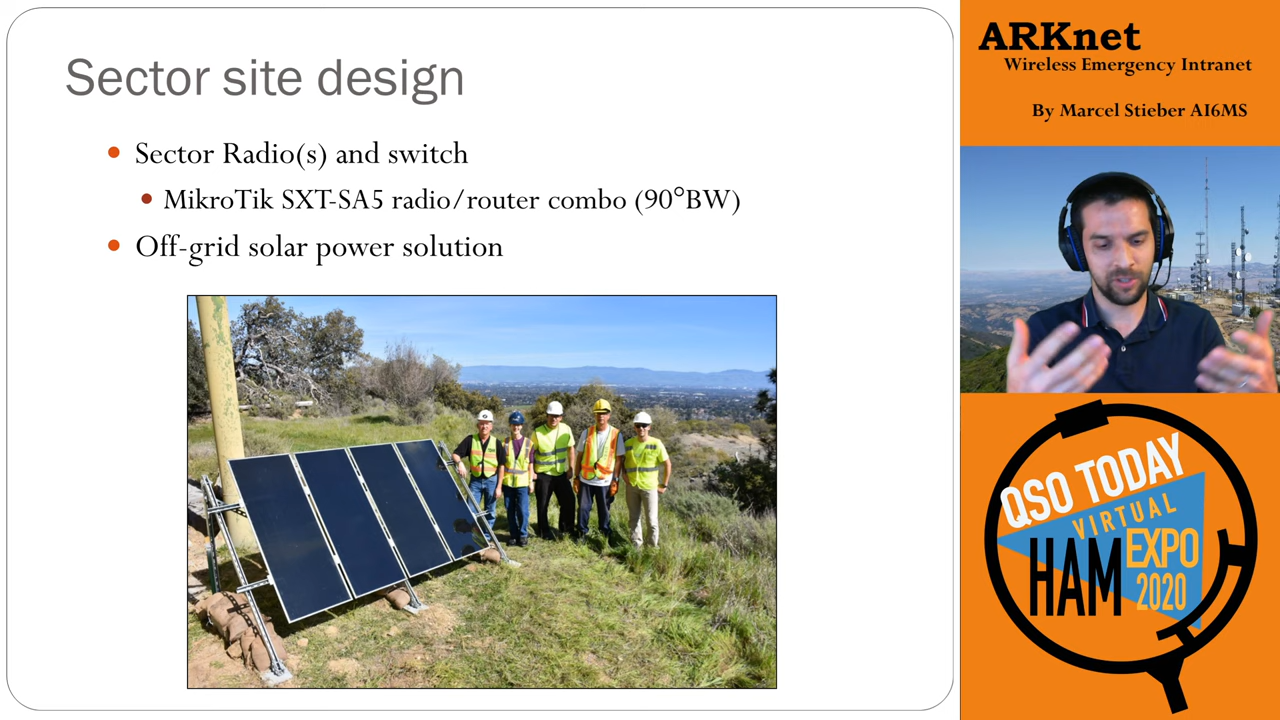 Sector site design
Sector Radio(s) and switch
MikroTik SXT-SA5 radio/router combo (90°BW)
Off-grid solar power solution
ARKnet
Wireless Emergency Intranet
By Marcel Stieber AI6MS
QSO TODAY
VIRTUAL
HAM EXPO
2020